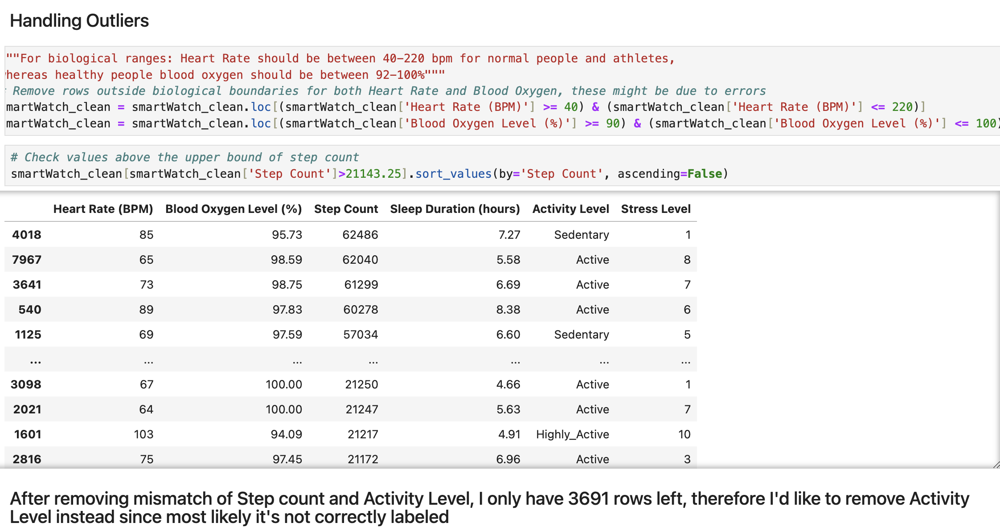 Handling Outliers
""For biological ranges: Heart Rate should be between 40-220 bpm for normal people and athletes,
hereas healthy people blood oxygen should be between 92-100%"""
Remove rows outside biological boundaries for both Heart Rate and Blood Oxygen, these might be due to errors
martWatch_clean = smartWatch_clean.loc[(smartWatch_clean['Heart Rate (BPM)'] >= 40) & (smartWatch_clean['Heart Rate (BPM)'] <= 220)]
martWatch_clean = smartWatch_clean.loc[(smartWatch_clean['Blood Oxygen Level (%)'] >= 90) & (smartWatch_clean['Blood Oxygen Level (%)'] <= 100)
# Check values above the upper bound of step count
smartWatch_clean[smartWatch_clean['Step Count']>21143.25].sort_values(by='Step Count', ascending=False)
Heart Rate (BPM) Blood Oxygen Level (%) Step Count Sleep Duration (hours) Activity Level Stress Level
4018 85 95.73 62486 7.27 Sedentary 1
7967 65 98.59 62040 5.58 Active 8
3641 73 98.75 61299 6.69 Active 7
540 89 97.83 60278 8.38 Active 6
1125 69 97.59 57034 6.60 Sedentary 5
... ... ... ... ... ... ...
3098 67 100.00 21250 4.66 Active 1
2021 64 100.00 21247 5.63 Active 7
1601 103 94.09 21217 4.91 Highly_Active 10
2816 75 97.45 21172 6.96 Active 3
After removing mismatch of Step count and Activity Level, I only have 3691 rows left, therefore I'd like to remove Activity
Level instead since most likely it's not correctly labeled